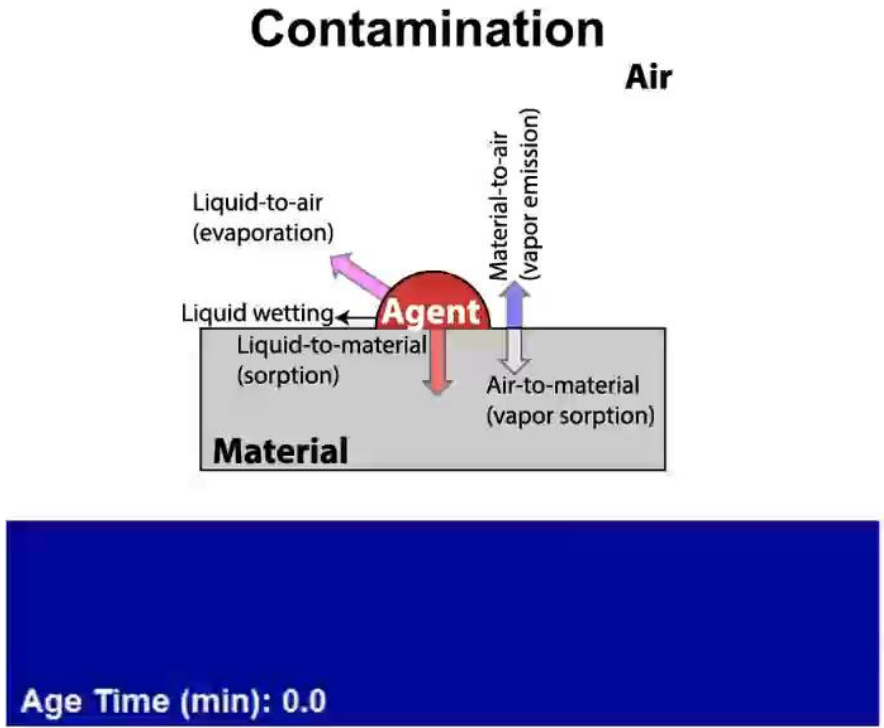 Contamination
Air
Material-to-air
(vapor emission)
Liquid-to-air
(evaporation)
Liquid wetting
Agent
Liquid-to-material
(sorption)
Air-to-material
(vapor sorption)
Material
Age Time (min): 0.0